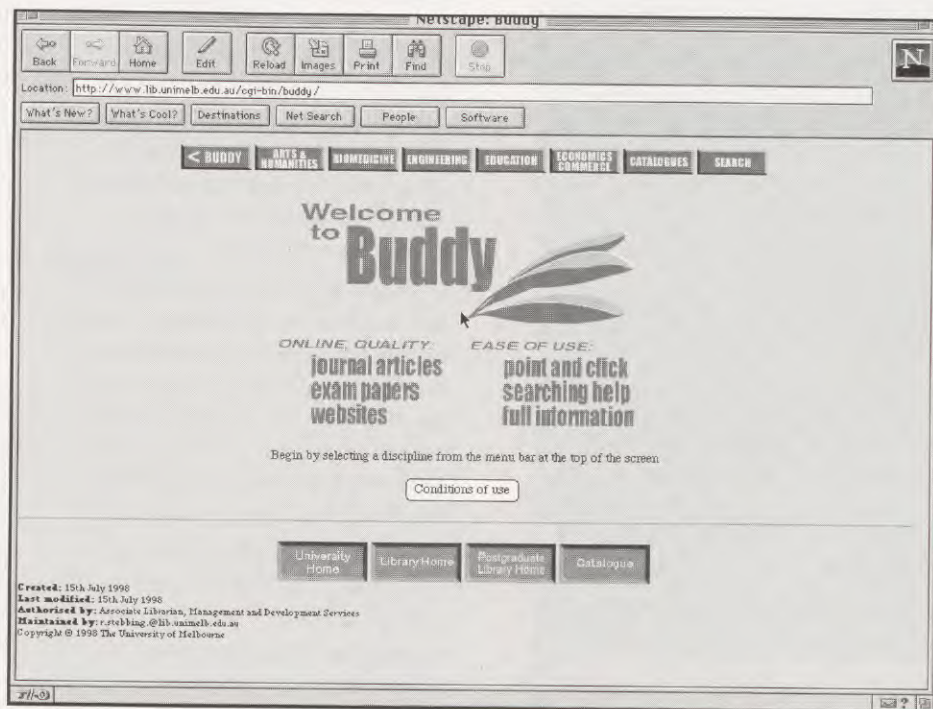 Netscape: Buddy
Back Forward Home Edit Reload Images Print Find Stop
N
Location: http://www.lib.unimelb.edu.au/cgi-bin/buddy/
What's New? What's Cool? Destinations Net Search People Software
< BUDDY ARTS & HUMANITIES BIOMEDICINE ENGINEERING EDUCATION ECONOMICS COMMERCE CATALOGUES SEARCH
Welcome
to Buddy
ONLINE, QUALITY: EASE OF USE:
journal articles point and click
exam papers searching help
websites full information
Begin by selecting a discipline from the menu bar at the top of the screen
Conditions of use
University Home Library Home Postgraduate Library Home Catalogue
Created: 15th July 1998
Last modified: 15th July 1998
Authorised by: Associate Librarian, Management and Development Services
Maintained by: r.stebbing.@lib.unimelb.edu.au
Copyright © 1998 The University of Melbourne
?